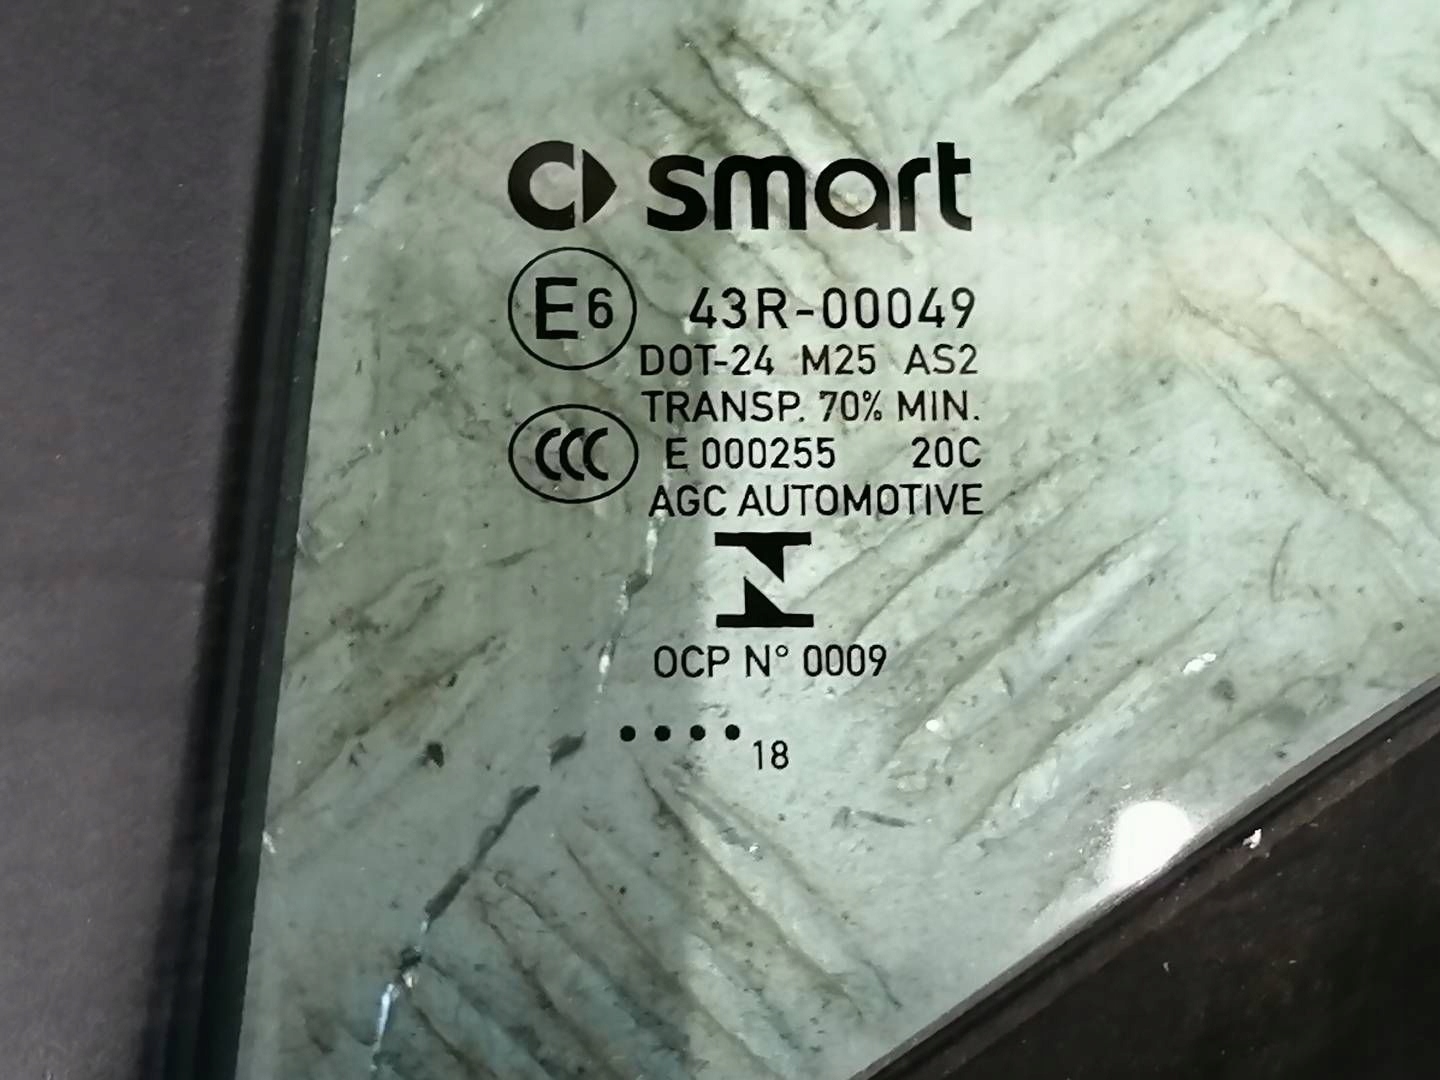 smart
E6 43R-00049
DOT-24 M25 AS2
TRANSP. 70% MIN.
CCC E 000255 20C
AGC AUTOMOTIVE
OCP N° 0009
....18